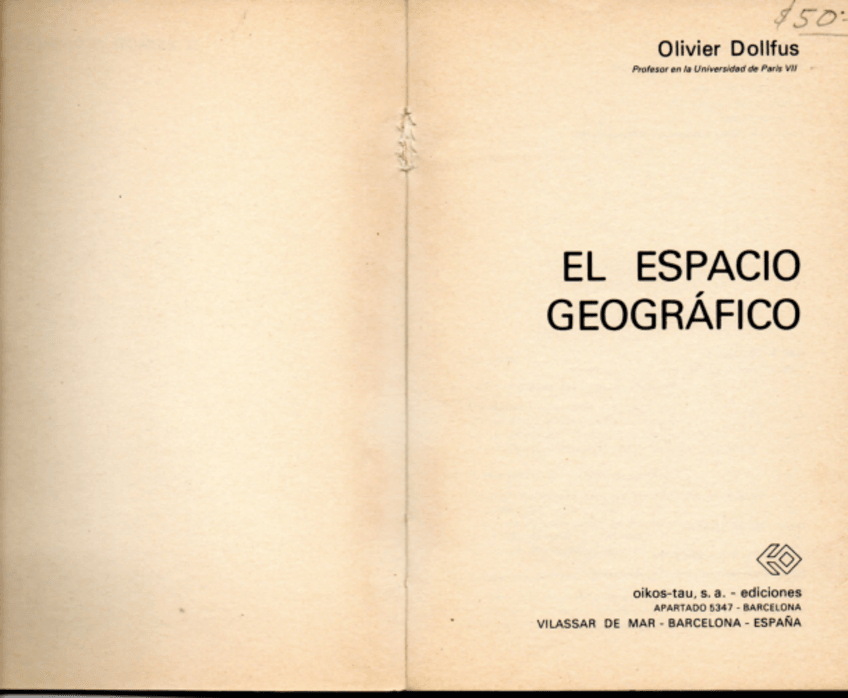 $50.-
Olivier Dollfus
Profesor en la Universidad de París VII
EL ESPACIO
GEOGRÁFICO
oikos-tau, s. a. - ediciones
APARTADO 5347 - BARCELONA
VILASSAR DE MAR - BARCELONA - ESPAÑA